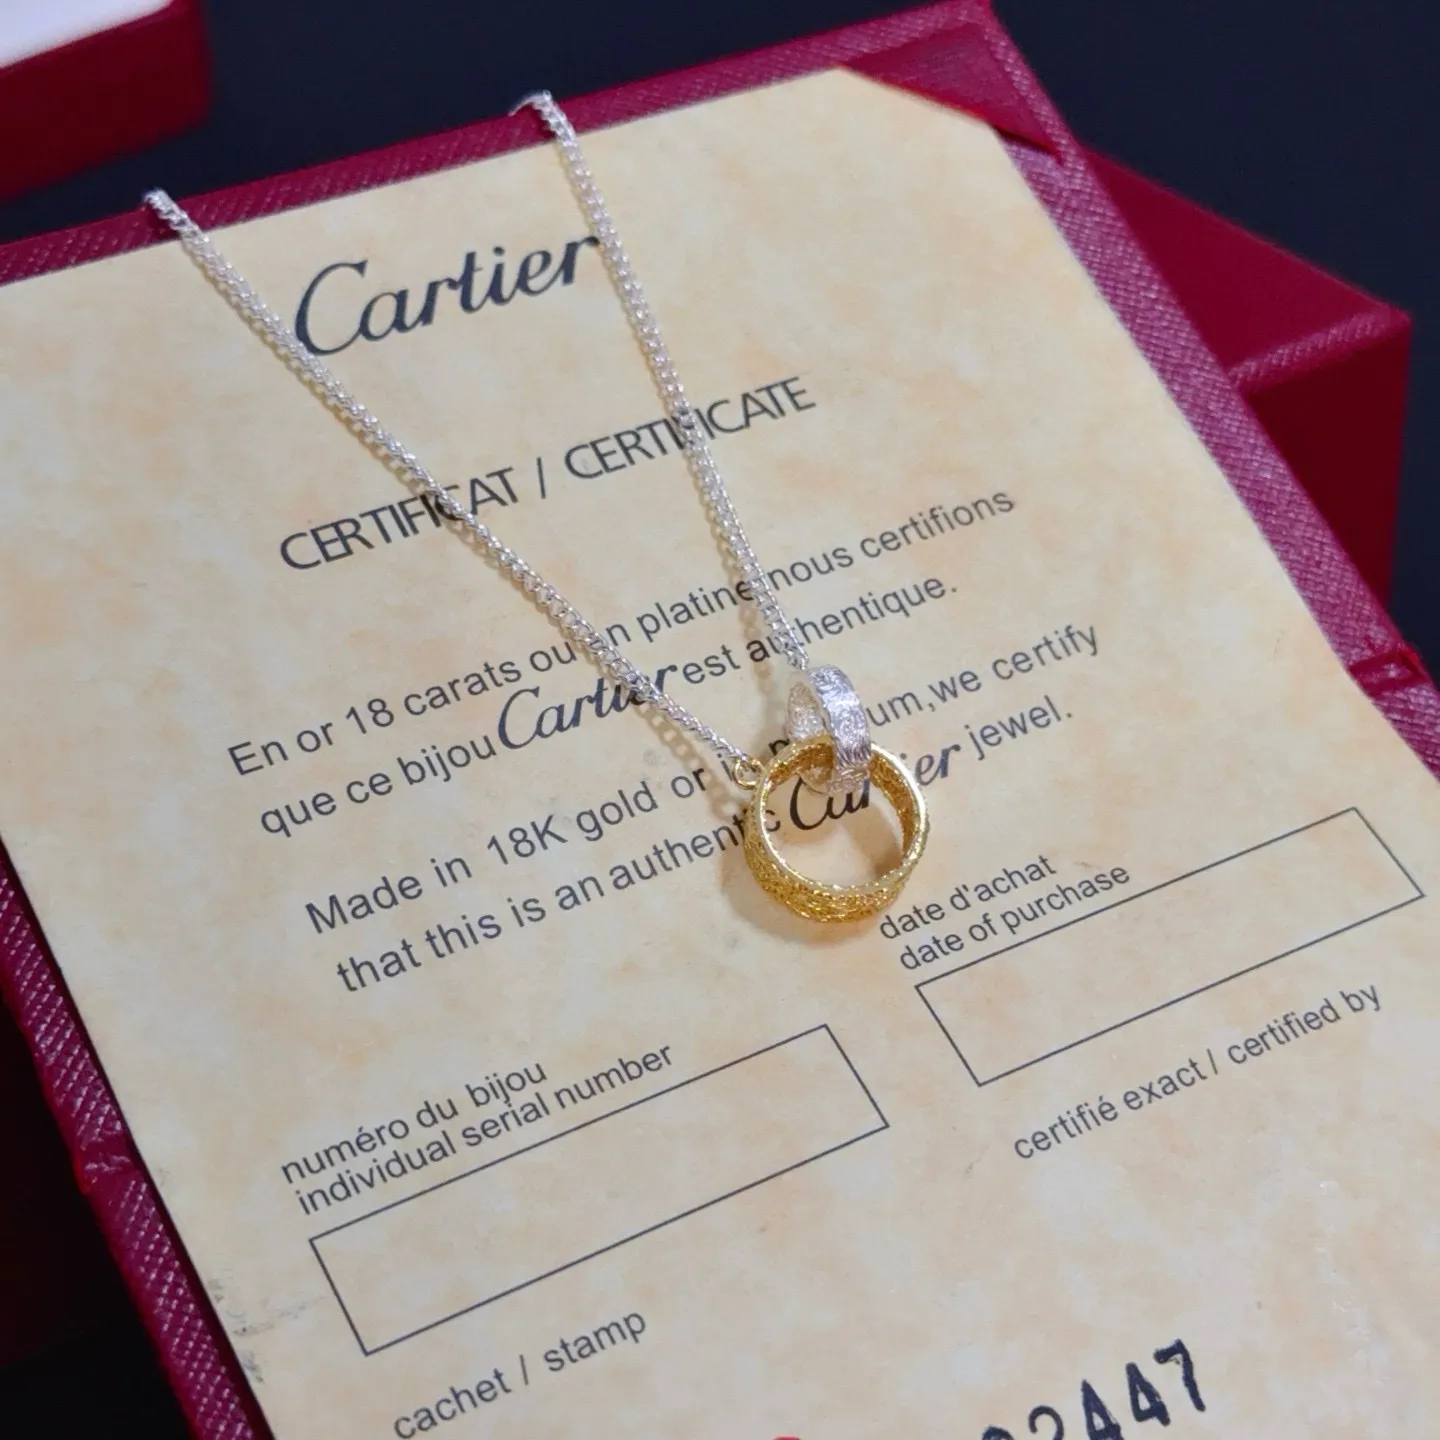 Cartier
CERTIFICAT / CERTIFICATE
En or 18 carats ou en platine nous certifions
que ce bijou Cartier est authentique.
Made in 18K gold or in platinum,we certify
that this is an authentic Cartier jewel.
date d'achat
date of purchase
numéro du bijou
individual serial number
certifié exact / certified by
cachet / stamp
2447